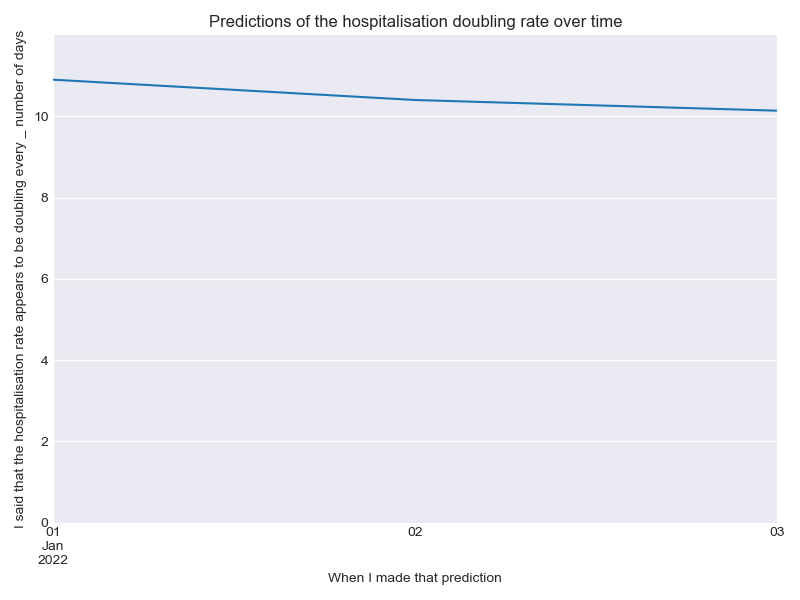 Predictions of the hospitalisation doubling rate over time
I said that the hospitalisation rate appears to be doubling every _ number of days
10
8
6
4
2
0
01
Jan
2022
02
03
When I made that prediction